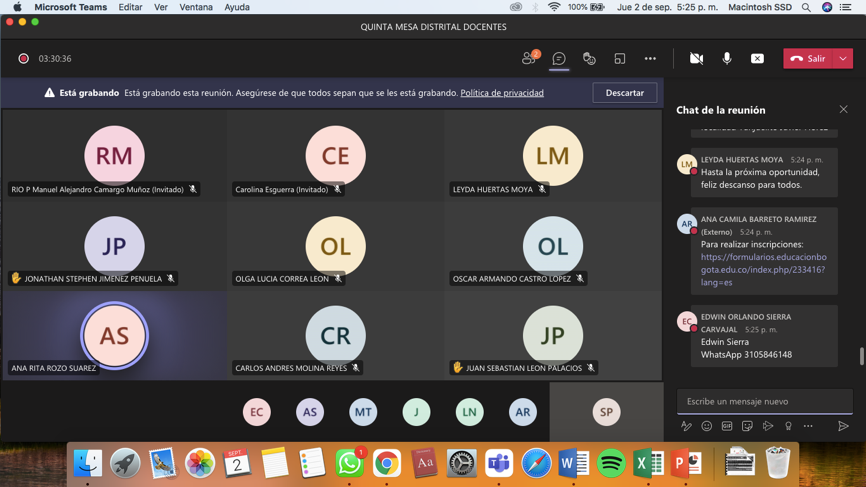 Microsoft Teams Editar Ver Ventana Ayuda 100% Jue 2 de sep. 5:25 p. m. Macintosh SSD
QUINTA MESA DISTRITAL DOCENTES
03:30:36 2 Salir
Está grabando Está grabando esta reunión. Asegúrese de que todos sepan que se les está grabando. Política de privacidad Descartar
RM CE LM
RIO P Manuel Alejandro Camargo Muñoz (Invitado) Carolina Esguerra (Invitado) LEYDA HUERTAS MOYA
JP OL OL
JONATHAN STEPHEN JIMENEZ PENUELA OLGA LUCIA CORREA LEON OSCAR ARMANDO CASTRO LOPEZ
AS CR JP
ANA RITA ROZO SUAREZ CARLOS ANDRES MOLINA REYES JUAN SEBASTIAN LEON PALACIOS
EC AS MT J LN AR SP
Chat de la reunión
LM LEYDA HUERTAS MOYA 5:24 p. m.
Hasta la próxima oportunidad,
feliz descanso para todos.
AR ANA CAMILA BARRETO RAMIREZ
(Externo) 5:24 p. m.
Para realizar inscripciones:
https://formularios.educacionbo
gota.edu.co/index.php/233416?
lang=es
EC EDWIN ORLANDO SIERRA
CARVAJAL 5:25 p. m.
Edwin Sierra
WhatsApp 3105846148
Escribe un mensaje nuevo
GIF
SEPT. 2 1 Aa W X P